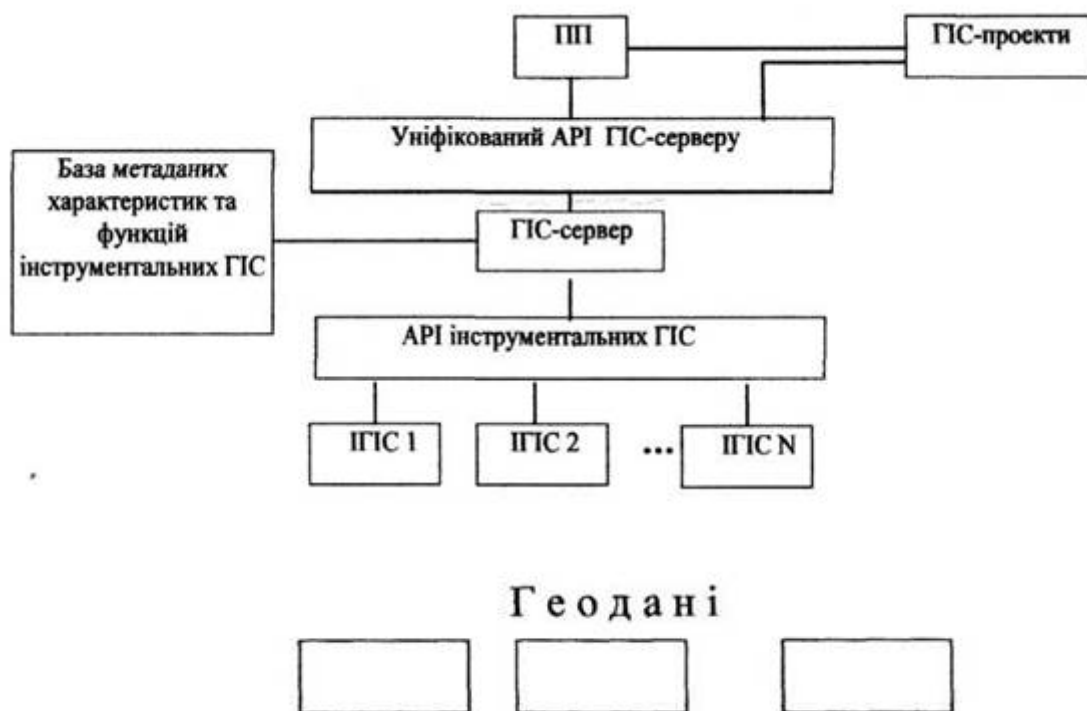 ПП
ГІС-проекти
Уніфікований АРІ ГІС-серверу
База метаданих
характеристик та
функцій
інструментальних ГІС
ГІС-сервер
АРІ інструментальних ГІС
ІГІС 1
ІГІС 2
...
ІГІС N
Геодані